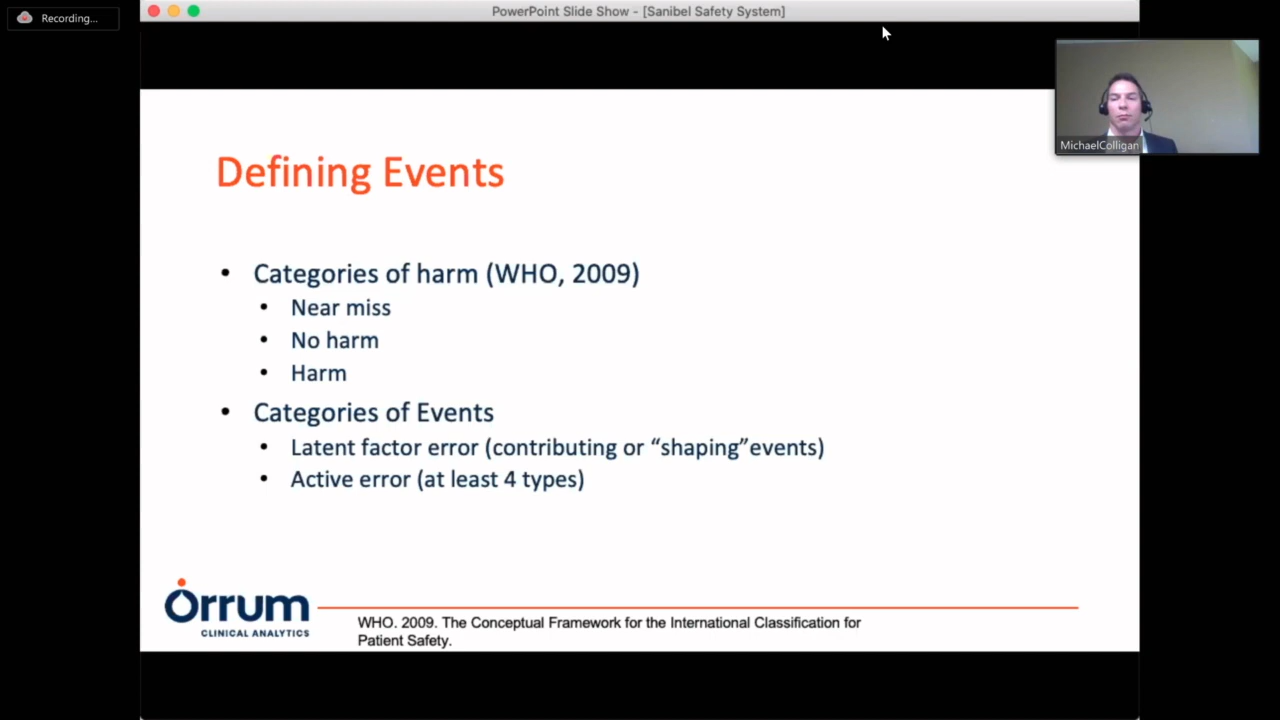 Recording...
PowerPoint Slide Show - [Sanibel Safety System]
MichaelColligan
Defining Events
• Categories of harm (WHO, 2009)
• Near miss
• No harm
• Harm
• Categories of Events
• Latent factor error (contributing or “shaping”events)
• Active error (at least 4 types)
Orrum
CLINICAL ANALYTICS
WHO. 2009. The Conceptual Framework for the International Classification for
Patient Safety.